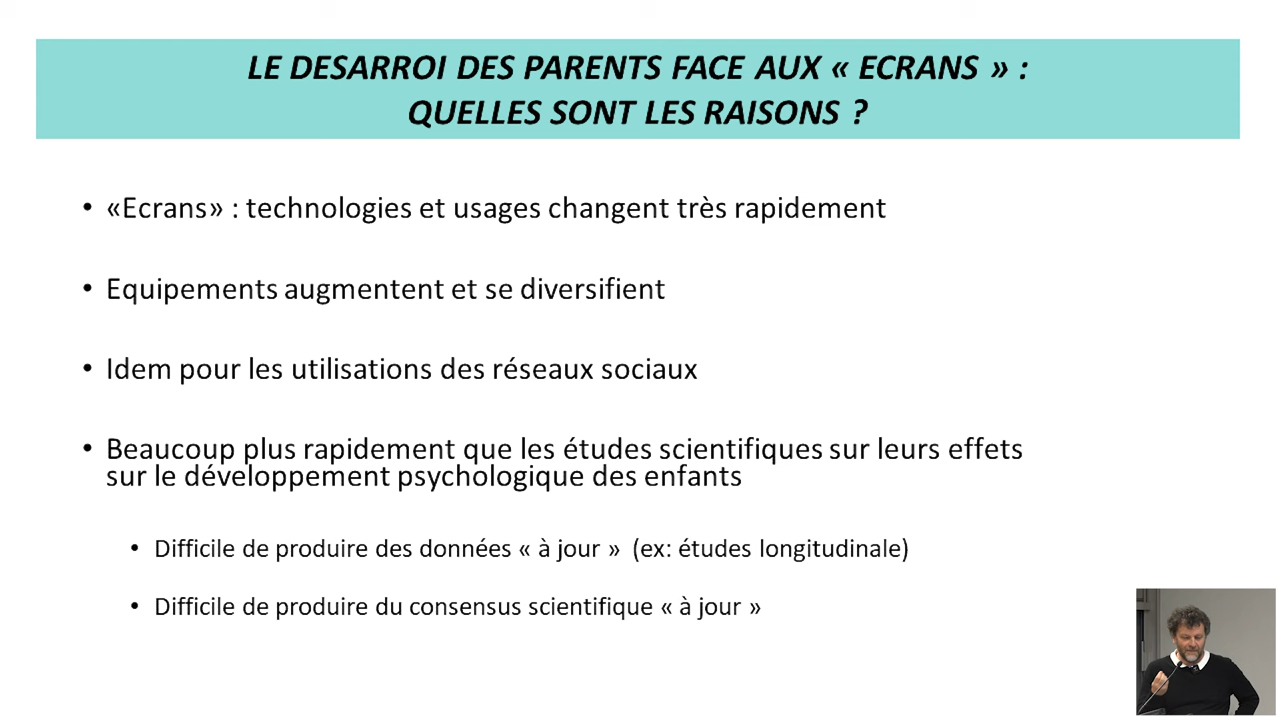 LE DESARROI DES PARENTS FACE AUX « ECRANS » :
QUELLES SONT LES RAISONS ?
• «Ecrans» : technologies et usages changent très rapidement
• Equipements augmentent et se diversifient
• Idem pour les utilisations des réseaux sociaux
• Beaucoup plus rapidement que les études scientifiques sur leurs effets
sur le développement psychologique des enfants
• Difficile de produire des données « à jour » (ex: études longitudinale)
• Difficile de produire du consensus scientifique « à jour »